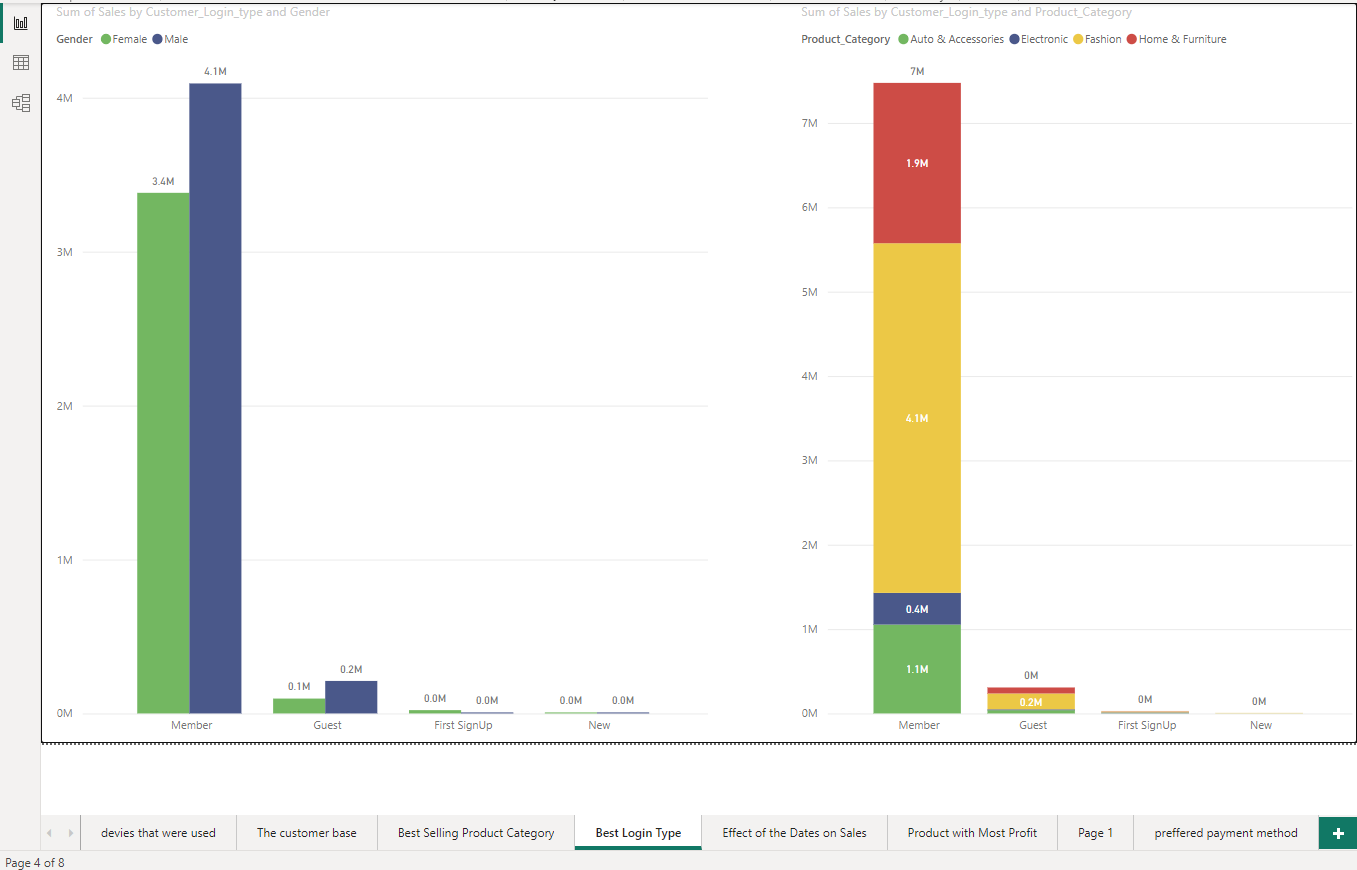 Sum of Sales by Customer_Login_type and Gender
Gender Female Male
4M
3M
2M
1M
0M
3.4M
4.1M
0.1M
0.2M
0.0M
0.0M
0.0M
0.0M
Member
Guest
First SignUp
New
Sum of Sales by Customer_Login_type and Product_Category
Product_Category Auto & Accessories Electronic Fashion Home & Furniture
7M
6M
5M
4M
3M
2M
1M
0M
7M
1.9M
4.1M
0.4M
1.1M
0M
0.2M
0M
0M
Member
Guest
First SignUp
New
devies that were used
The customer base
Best Selling Product Category
Best Login Type
Effect of the Dates on Sales
Product with Most Profit
Page 1
preffered payment method
Page 4 of 8